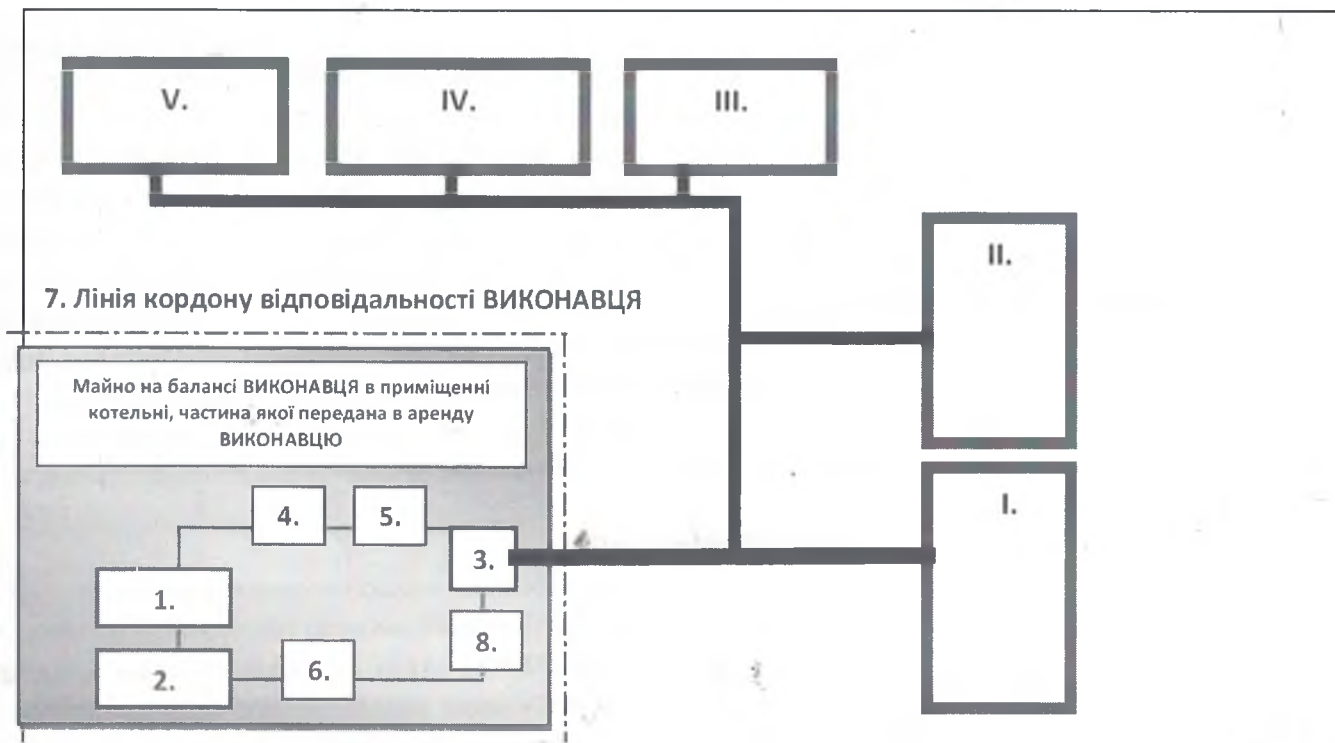 V.
IV.
III.
II.
7. Лінія кордону відповідальності ВИКОНАВЦЯ
Майно на балансі ВИКОНАВЦЯ в приміщенні
котельні, частина якої передана в аренду
ВИКОНАВЦЮ
4.
5.
I.
3.
1.
8.
6.
2.